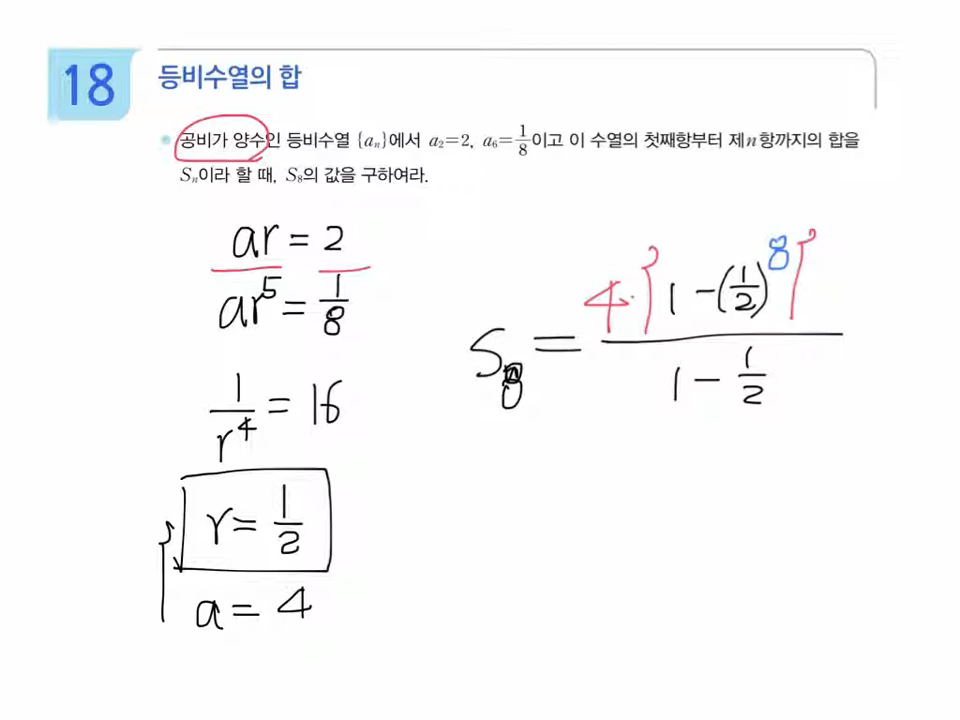 18 등비수열의 합
공비가 양수인 등비수열 {aₙ}에서 a₂=2, a₆=1/8이고 이 수열의 첫째항부터 제n항까지의 합을
Sₙ이라 할 때, S₈의 값을 구하여라.
ar = 2
ar⁵ = 1/8
1/r⁴ = 16
r = 1/2
a = 4
S₈ = 4·{1-(1/2)⁸} / 1 - 1/2